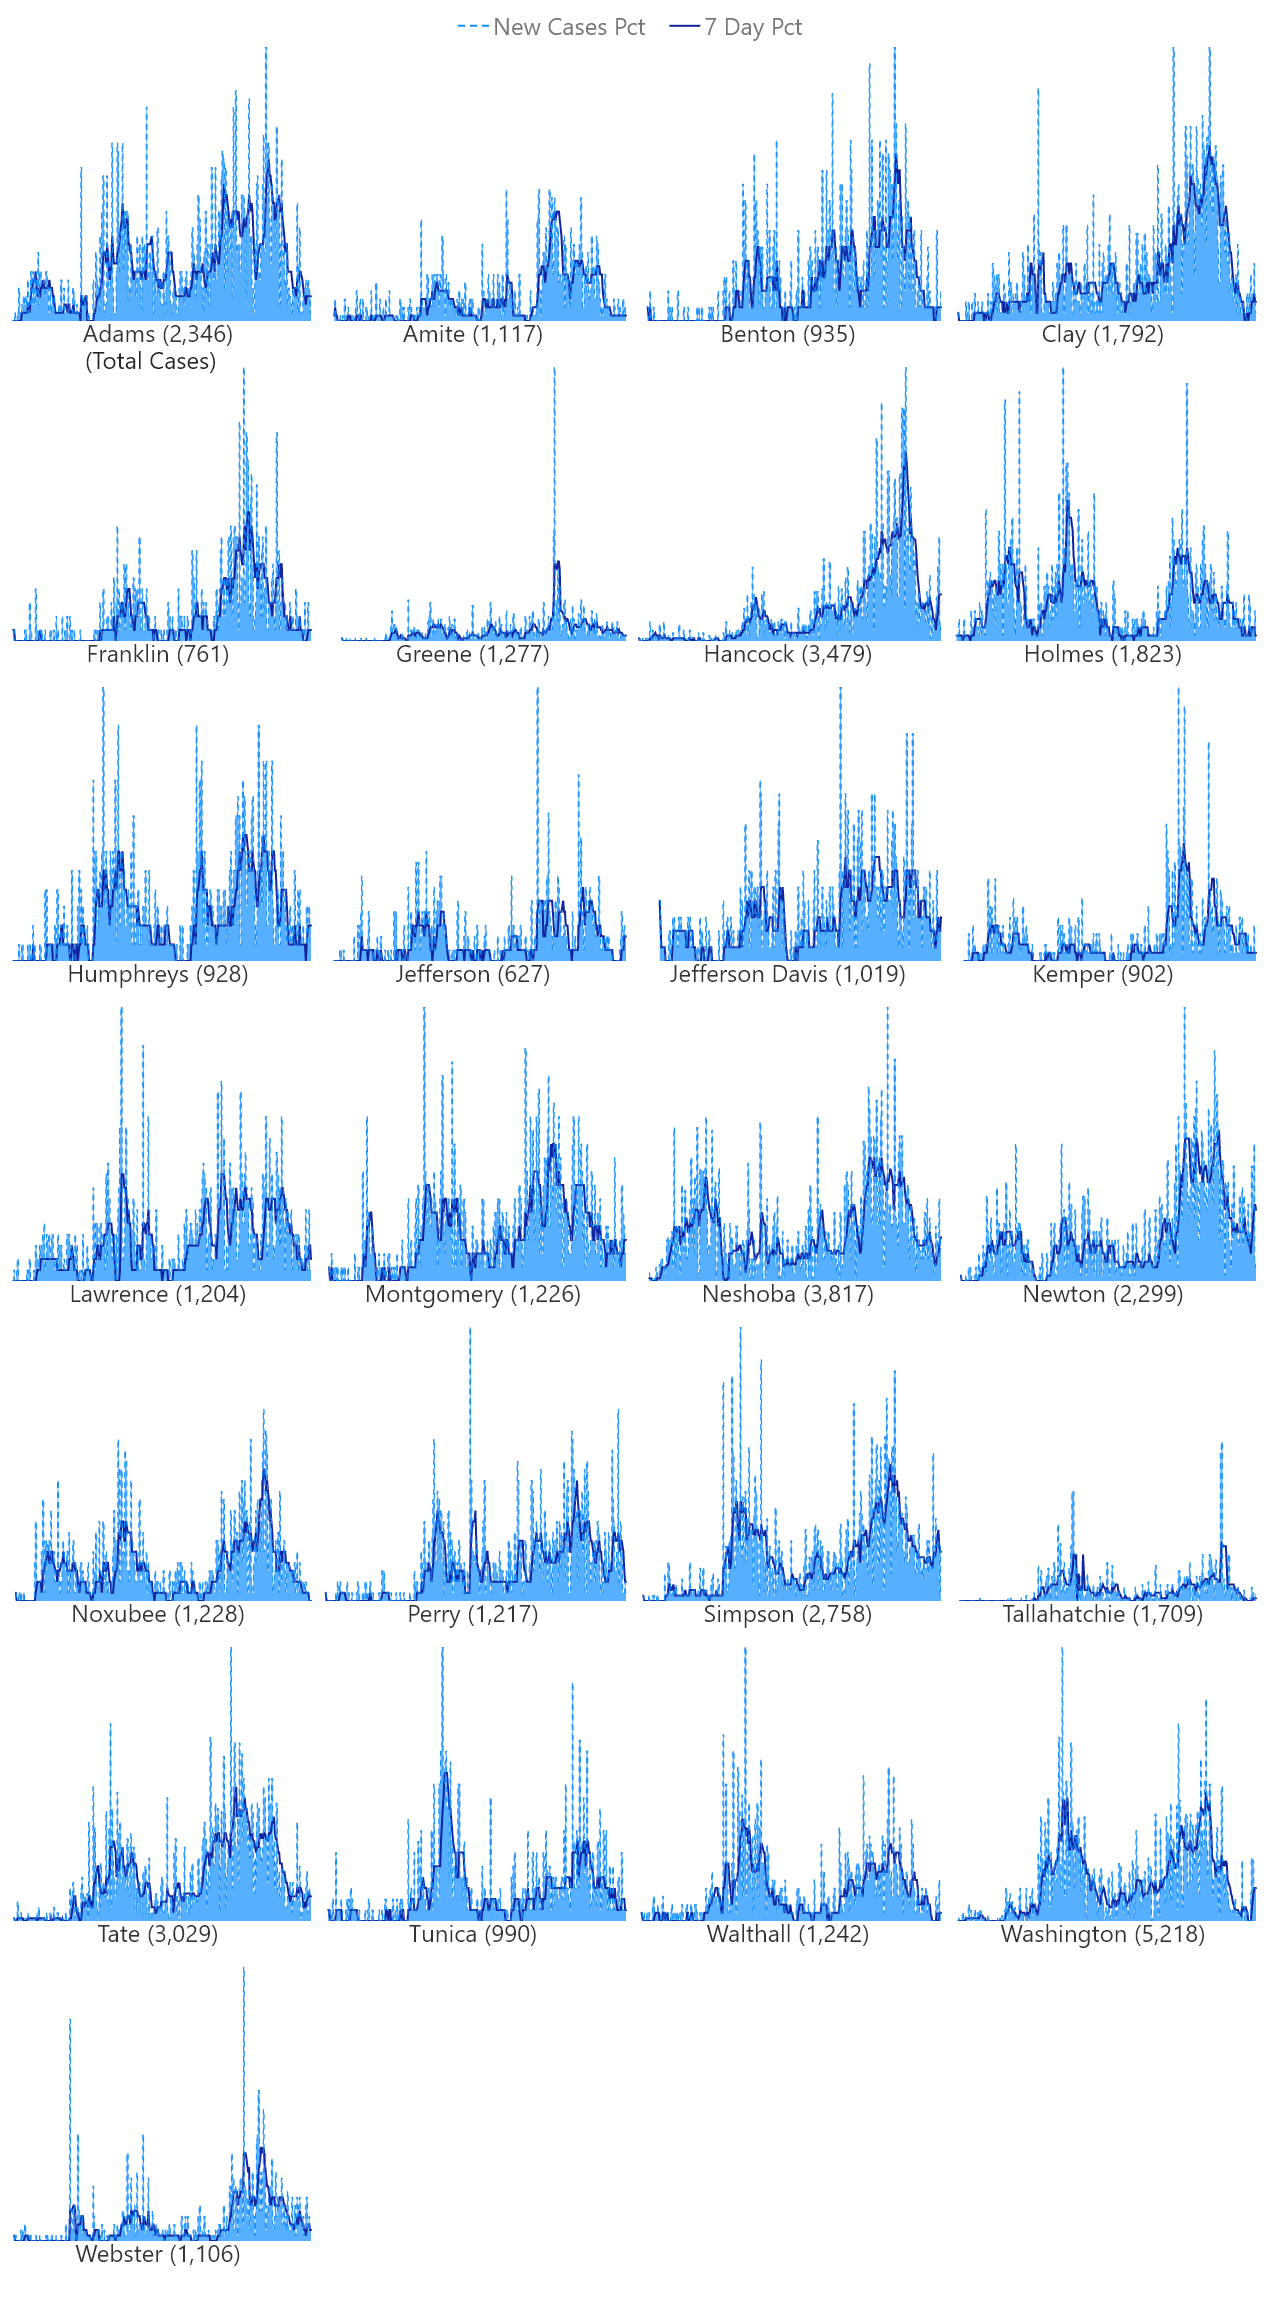 New Cases Pct 7 Day Pct
Adams (2,346) Amite (1,117) Benton (935) Clay (1,792)
(Total Cases)
Franklin (761) Greene (1,277) Hancock (3,479) Holmes (1,823)
Humphreys (928) Jefferson (627) Jefferson Davis (1,019) Kemper (902)
Lawrence (1,204) Montgomery (1,226) Neshoba (3,817) Newton (2,299)
Noxubee (1,228) Perry (1,217) Simpson (2,758) Tallahatchie (1,709)
Tate (3,029) Tunica (990) Walthall (1,242) Washington (5,218)
Webster (1,106)